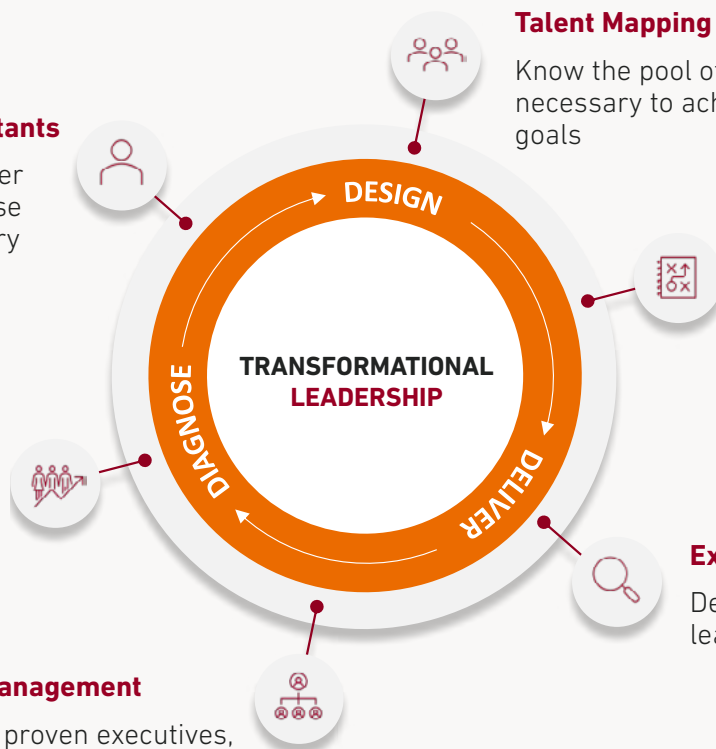 Talent Mapping
Know the pool of
necessary to
goals
tants
er
se
ry
DESIGN
TRANSFORMATIONAL
LEADERSHIP
DIAGNOSE
DELIVER
Ex
De
lea
anagement
proven executives,